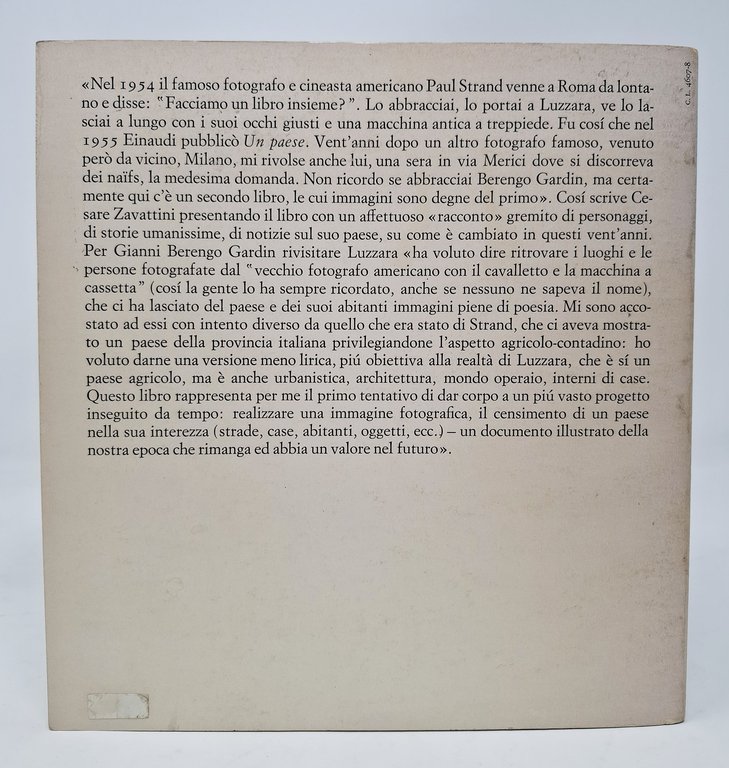 «Nel 1954 il famoso fotografo e cineasta americano Paul Strand venne a Roma da lonta-
no e disse: "Facciamo un libro insieme?". Lo abbracciai, lo portai a Luzzara, ve lo la-
sciai a lungo con i suoi occhi giusti e una macchina antica a treppiede. Fu cosí che nel
1955 Einaudi pubblicò Un paese. Vent'anni dopo un altro fotografo famoso, venuto
però da vicino, Milano, mi rivolse anche lui, una sera in via Merici dove si discorreva
dei naïfs, la medesima domanda. Non ricordo se abbracciai Berengo Gardin, ma certa-
mente qui c'è un secondo libro, le cui immagini sono degne del primo». Cosí scrive Ce-
sare Zavattini presentando il libro con un affettuoso «racconto» gremito di personaggi,
di storie umanissime, di notizie sul suo paese, su come è cambiato in questi vent'anni.
Per Gianni Berengo Gardin rivisitare Luzzara «ha voluto dire ritrovare i luoghi e le
persone fotografate dal "vecchio fotografo americano con il cavalletto e la macchina a
cassetta" (cosí la gente lo ha sempre ricordato, anche se nessuno ne sapeva il nome),
che ci ha lasciato del paese e dei suoi abitanti immagini piene di poesia. Mi sono acco-
stato ad essi con intento diverso da quello che era stato di Strand, che ci aveva mostra-
to un paese della provincia italiana privilegiandone l'aspetto agricolo-contadino: ho
voluto darne una versione meno lirica, piú obiettiva alla realtà di Luzzara, che è sí un
paese agricolo, ma è anche urbanistica, architettura, mondo operaio, interni di case.
Questo libro rappresenta per me il primo tentativo di dar corpo a un piú vasto progetto
inseguito da tempo: realizzare una immagine fotografica, il censimento di un paese
nella sua interezza (strade, case, abitanti, oggetti, ecc.) – un documento illustrato della
nostra epoca che rimanga ed abbia un valore nel futuro».
C. L. 4607-8